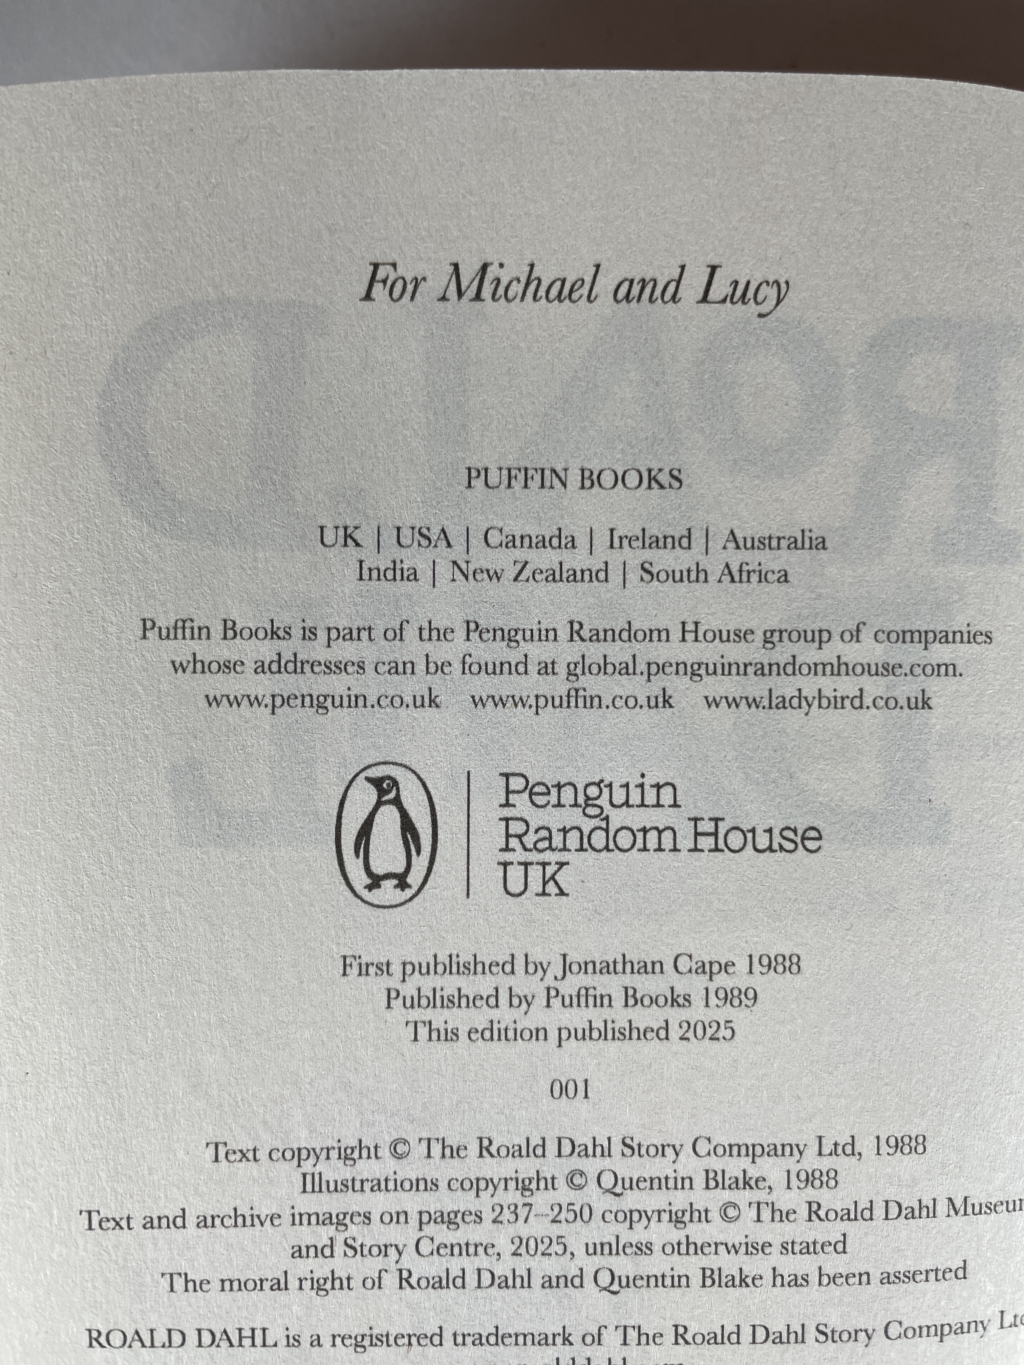 For Michael and Lucy
PUFFIN BOOKS
UK | USA | Canada | Ireland | Australia
India | New Zealand | South Africa
Puffin Books is part of the Penguin Random House group of companies
whose addresses can be found at global.penguinrandomhouse.com.
www.penguin.co.uk www.puffin.co.uk www.ladybird.co.uk
Penguin
Random House
UK
First published by Jonathan Cape 1988
Published by Puffin Books 1989
This edition published 2025
001
Text copyright © The Roald Dahl Story Company Ltd, 1988
Illustrations copyright © Quentin Blake, 1988
Text and archive images on pages 237–250 copyright © The Roald Dahl Museum
and Story Centre, 2025, unless otherwise stated
The moral right of Roald Dahl and Quentin Blake has been asserted
ROALD DAHL is a registered trademark of The Roald Dahl Story Company Ltd